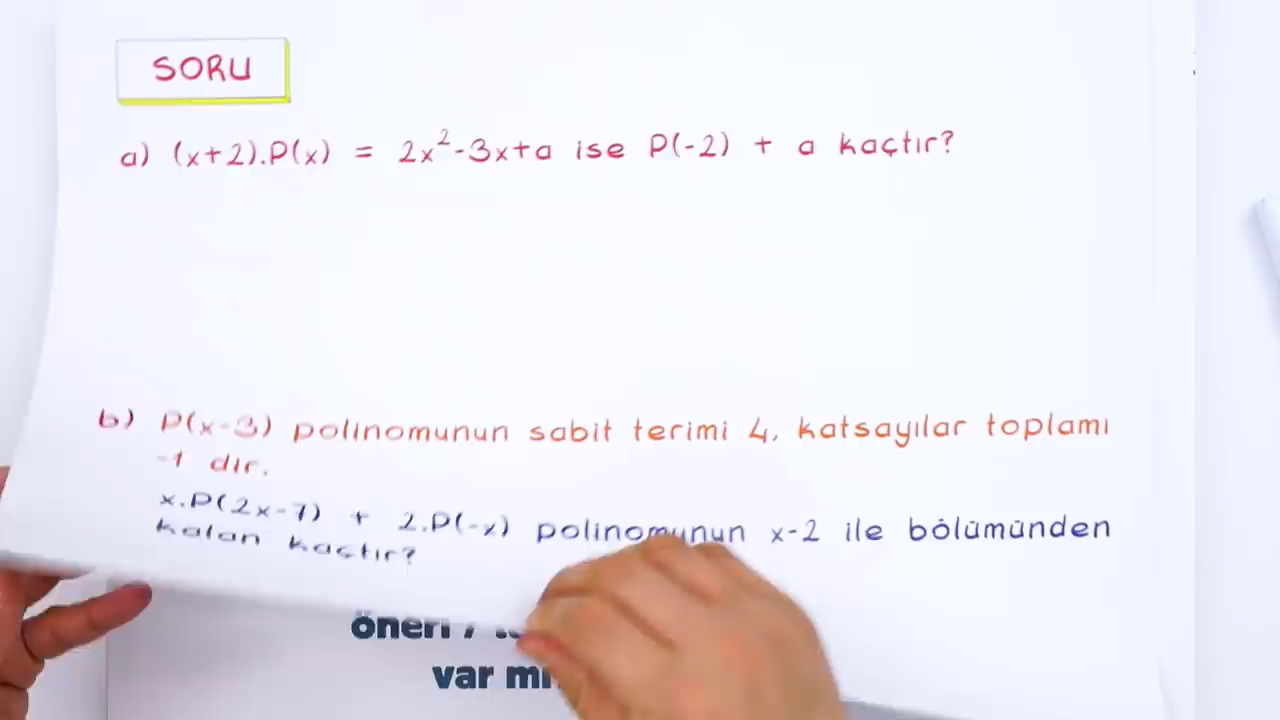 SORU
a) (x+2).P(x) = 2x²-3x+a ise P(-2) + a kaçtır?
b) P(x-3) polinomunun sabit terimi 4, katsayılar toplamı
-1 dir.
x.P(2x-7) + 2.P(-x) polinomunun x-2 ile bölümünden
kalan kaçtır?
öneri /
var mı